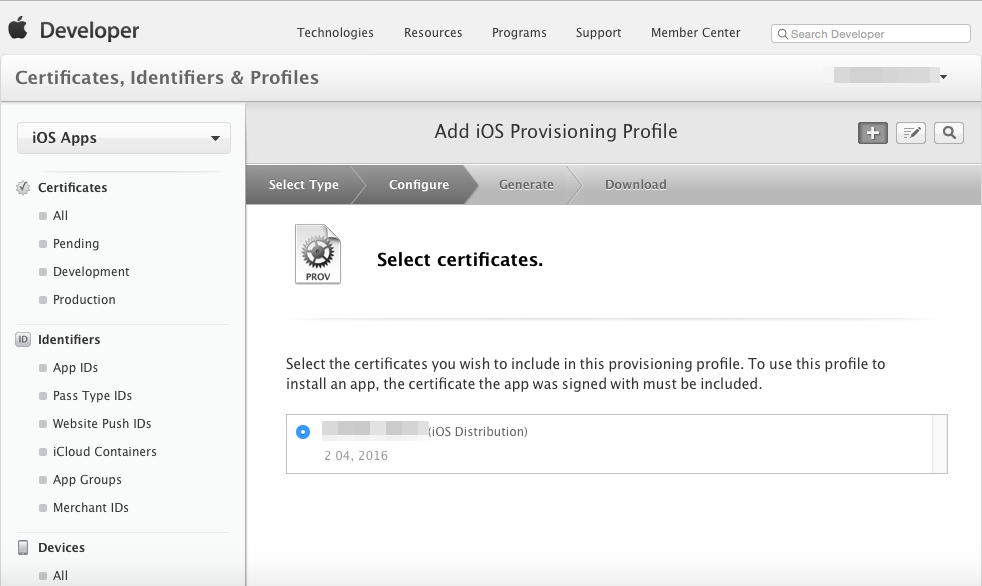 Developer
Technologies Resources Programs Support Member Center Search Developer
Certificates, Identifiers & Profiles
iOS Apps
Add iOS Provisioning Profile
Select Type Configure Generate Download
Certificates
All
Pending
Development
Production
Identifiers
ID
App IDs
Pass Type IDs
Website Push IDs
iCloud Containers
App Groups
Merchant IDs
Devices
All
PROV
Select certificates.
Select the certificates you wish to include in this provisioning profile. To use this profile to
install an app, the certificate the app was signed with must be included.
(iOS Distribution)
2 04, 2016